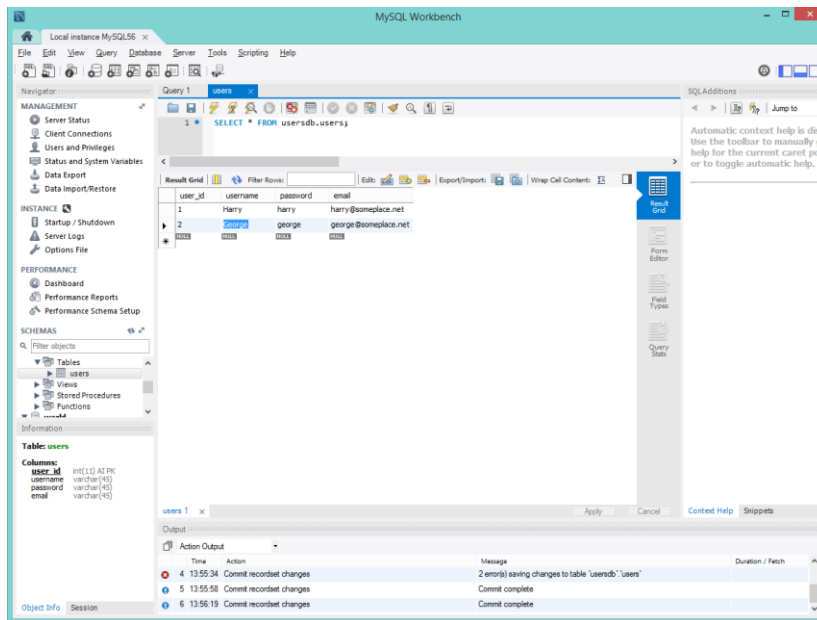 MySQL Workbench
Local instance MySQL56 ×
File Edit View Query Database Server Tools Scripting Help
Navigator
MANAGEMENT
Server Status
Client Connections
Users and Privileges
Status and System Variables
Data Export
Data Import/Restore
INSTANCE
Startup / Shutdown
Server Logs
Options File
PERFORMANCE
Dashboard
Performance Reports
Performance Schema Setup
SCHEMAS
Filter objects
Tables
users
Views
Stored Procedures
Functions
world
Information
Table: users
Columns:
user_id int(11) AI PK
username varchar(45)
password varchar(45)
email varchar(45)
Object Info Session
Query 1 users ×
1 SELECT * FROM usersdb.users;
Result Grid Filter Rows: Edit: Export/Import: Wrap Cell Content:
user_id username password email
1 Harry harry harry@someplace.net
2 George george george@someplace.net
NULL NULL NULL NULL
Result Grid
Form Editor
Field Types
Query Stats
users 1 × Apply Cancel
SQLAdditions
Jump to
Automatic context help is
Use the toolbar to manually
help for the current caret
or to toggle automatic help.
Context Help Snippets
Output
Action Output
Time Action Message Duration / Fetch
4 13:55:34 Commit recordset changes 2 error(s) saving changes to table `usersdb`.`users`
5 13:55:58 Commit recordset changes Commit complete
6 13:56:19 Commit recordset changes Commit complete